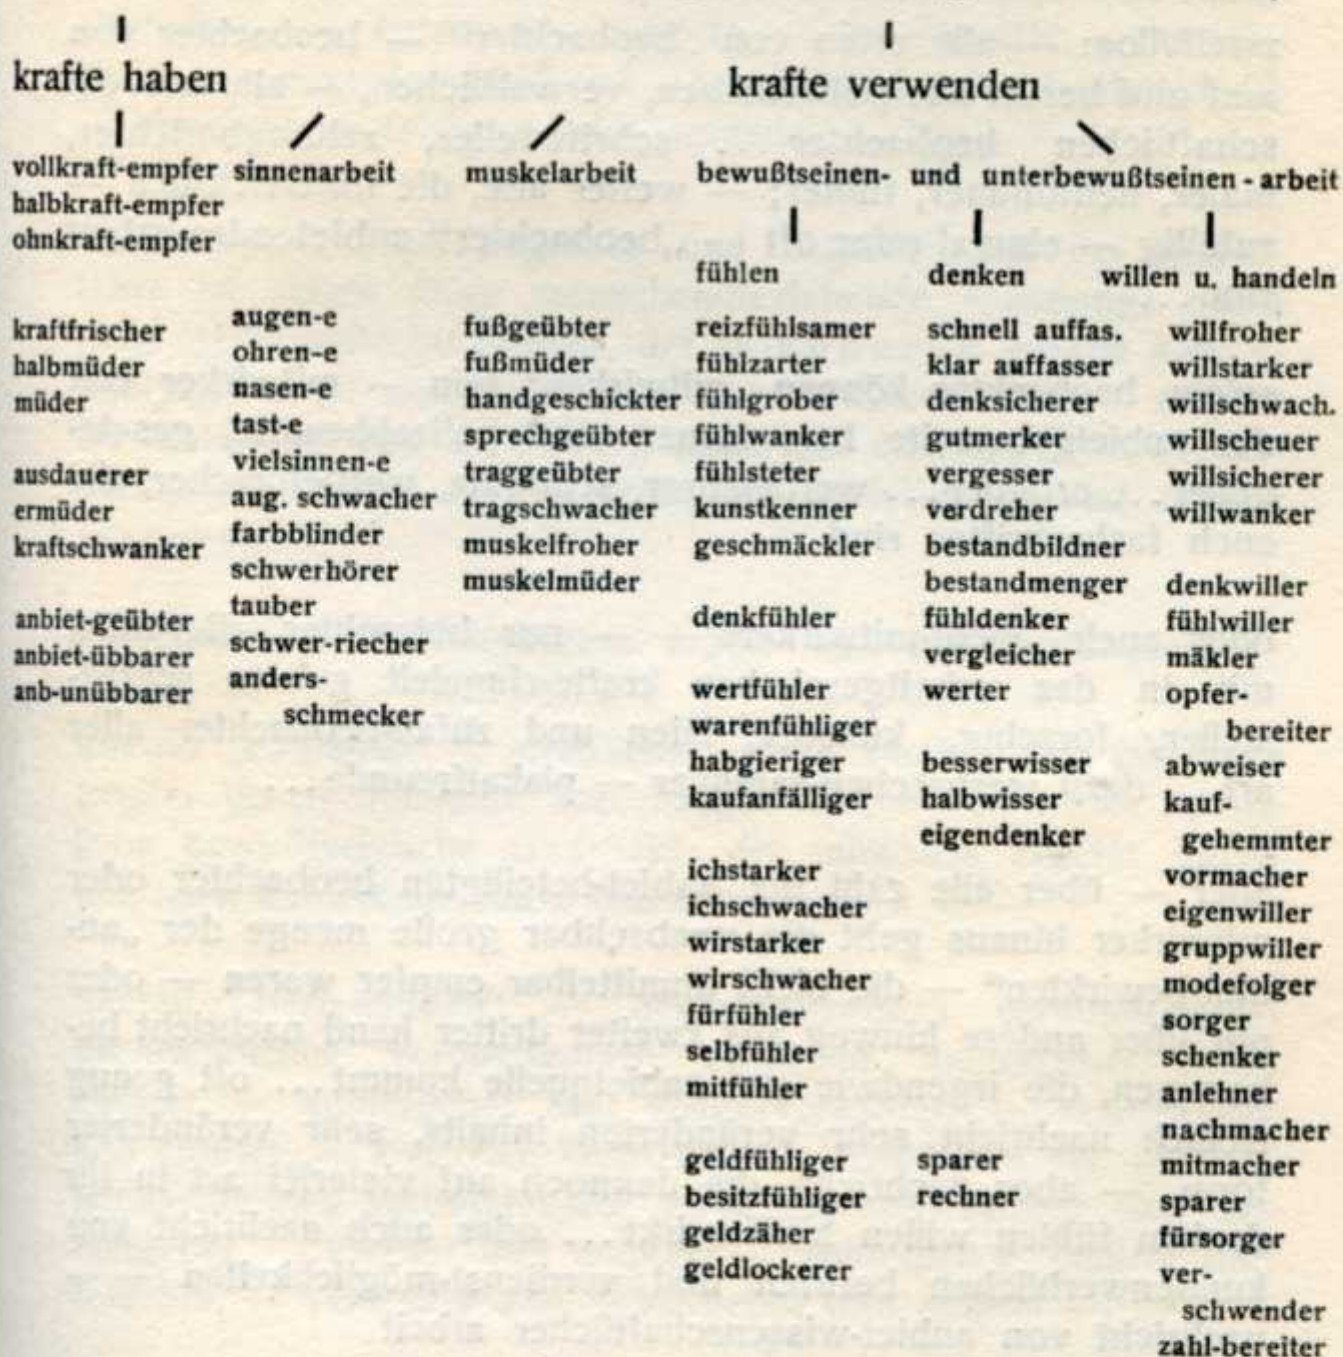 krafte haben
krafte verwenden
vollkraft-empfer
halbkraft-empfer
ohnkraft-empfer
kraftfrischer
halbmüder
müder
ausdauerer
ermüder
kraftschwanker
anbiet-geübter
anbiet-übbarer
anb-unübbarer
sinnenarbeit
augen-e
ohren-e
nasen-e
tast-e
vielsinnen-e
aug. schwacher
farbblinder
schwerhörer
tauber
schwer-riecher
anders-
schmecker
muskelarbeit
fußgeübter
fußmüder
handgeschickter
sprechgeübter
traggeübter
tragschwacher
muskelfroher
muskelmüder
bewußtseinen- und unterbewußtseinen - arbeit
fühlen
reizfühlsamer
fühlzarter
fühlgrober
fühlwanker
fühlsteter
kunstkenner
geschmäckler
denkfühler
wertfühler
warenfühliger
habgieriger
kaufanfälliger
ichstarker
ichschwacher
wirstarker
wirschwacher
fürfühler
selbfühler
mitfühler
geldfühliger
besitzfühliger
geldzäher
geldlockerer
denken
schnell auffas.
klar auffasser
denksicherer
gutmerker
vergesser
verdreher
bestandbildner
bestandmenger
fühldenker
vergleicher
werter
besserwisser
halbwisser
eigendenker
sparer
rechner
willen u. handeln
willfroher
willstarker
willschwach.
willscheuer
willsicherer
willwanker
denkwiller
fühlwiller
mäkler
opfer-
bereiter
abweiser
kauf-
gehemmter
vormacher
eigenwiller
gruppwiller
modefolger
sorger
schenker
anlehner
nachmacher
mitmacher
sparer
fürsorger
ver-
schwender
zahl-bereiter